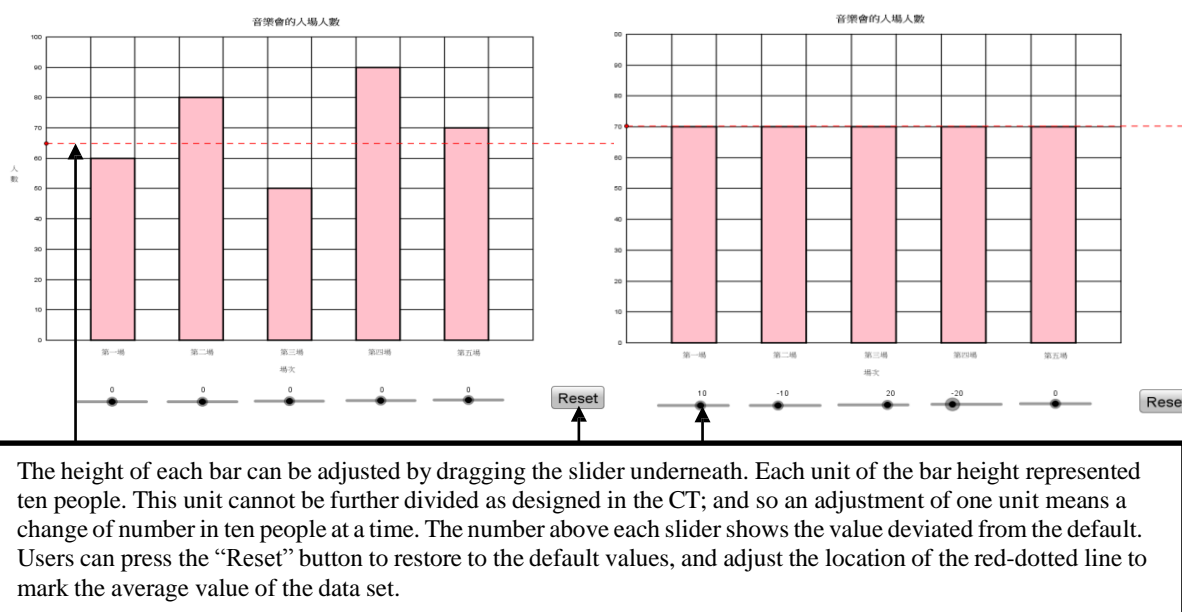 音樂會的入場人數
100
90
80
70
60
50
40
30
20
10
0
人數
第一場 第二場 第三場 第四場 第五場
場次
0 0 0 0 0
Reset
音樂會的入場人數
00
90
80
70
60
50
40
30
20
10
0
第一場 第二場 第三場 第四場 第五場
場次
10 -10 20 -20 0
Rese
The height of each bar can be adjusted by dragging the slider underneath. Each unit of the bar height represented
ten people. This unit cannot be further divided as designed in the CT; and so an adjustment of one unit means a
change of number in ten people at a time. The number above each slider shows the value deviated from the default.
Users can press the “Reset” button to restore to the default values, and adjust the location of the red-dotted line to
mark the average value of the data set.